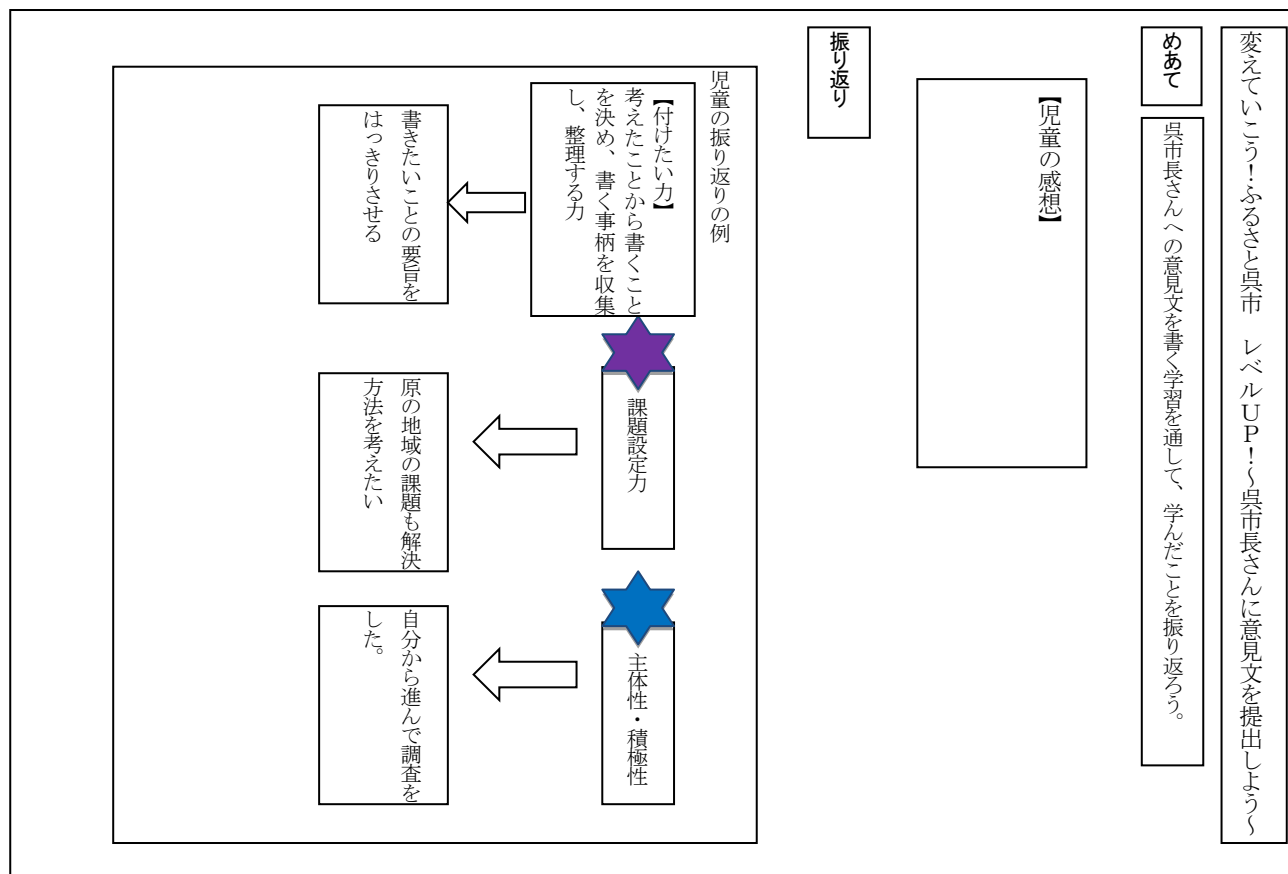 変えていこう!ふるさと呉市　レベルUP!~呉市長さんに意見文を提出しよう~
めあて
呉市長さんへの意見文を書く学習を通して、学んだことを振り返ろう。
【児童の感想】
振り返り
児童の振り返りの例
【付けたい力】
考えたことから書くこと
を決め、書く事柄を収集
し、整理する力
課題設定力
主体性・積極性
書きたいことの要旨を
はっきりさせる
原の地域の課題も解決
方法を考えたい
自分から進んで調査を
した。